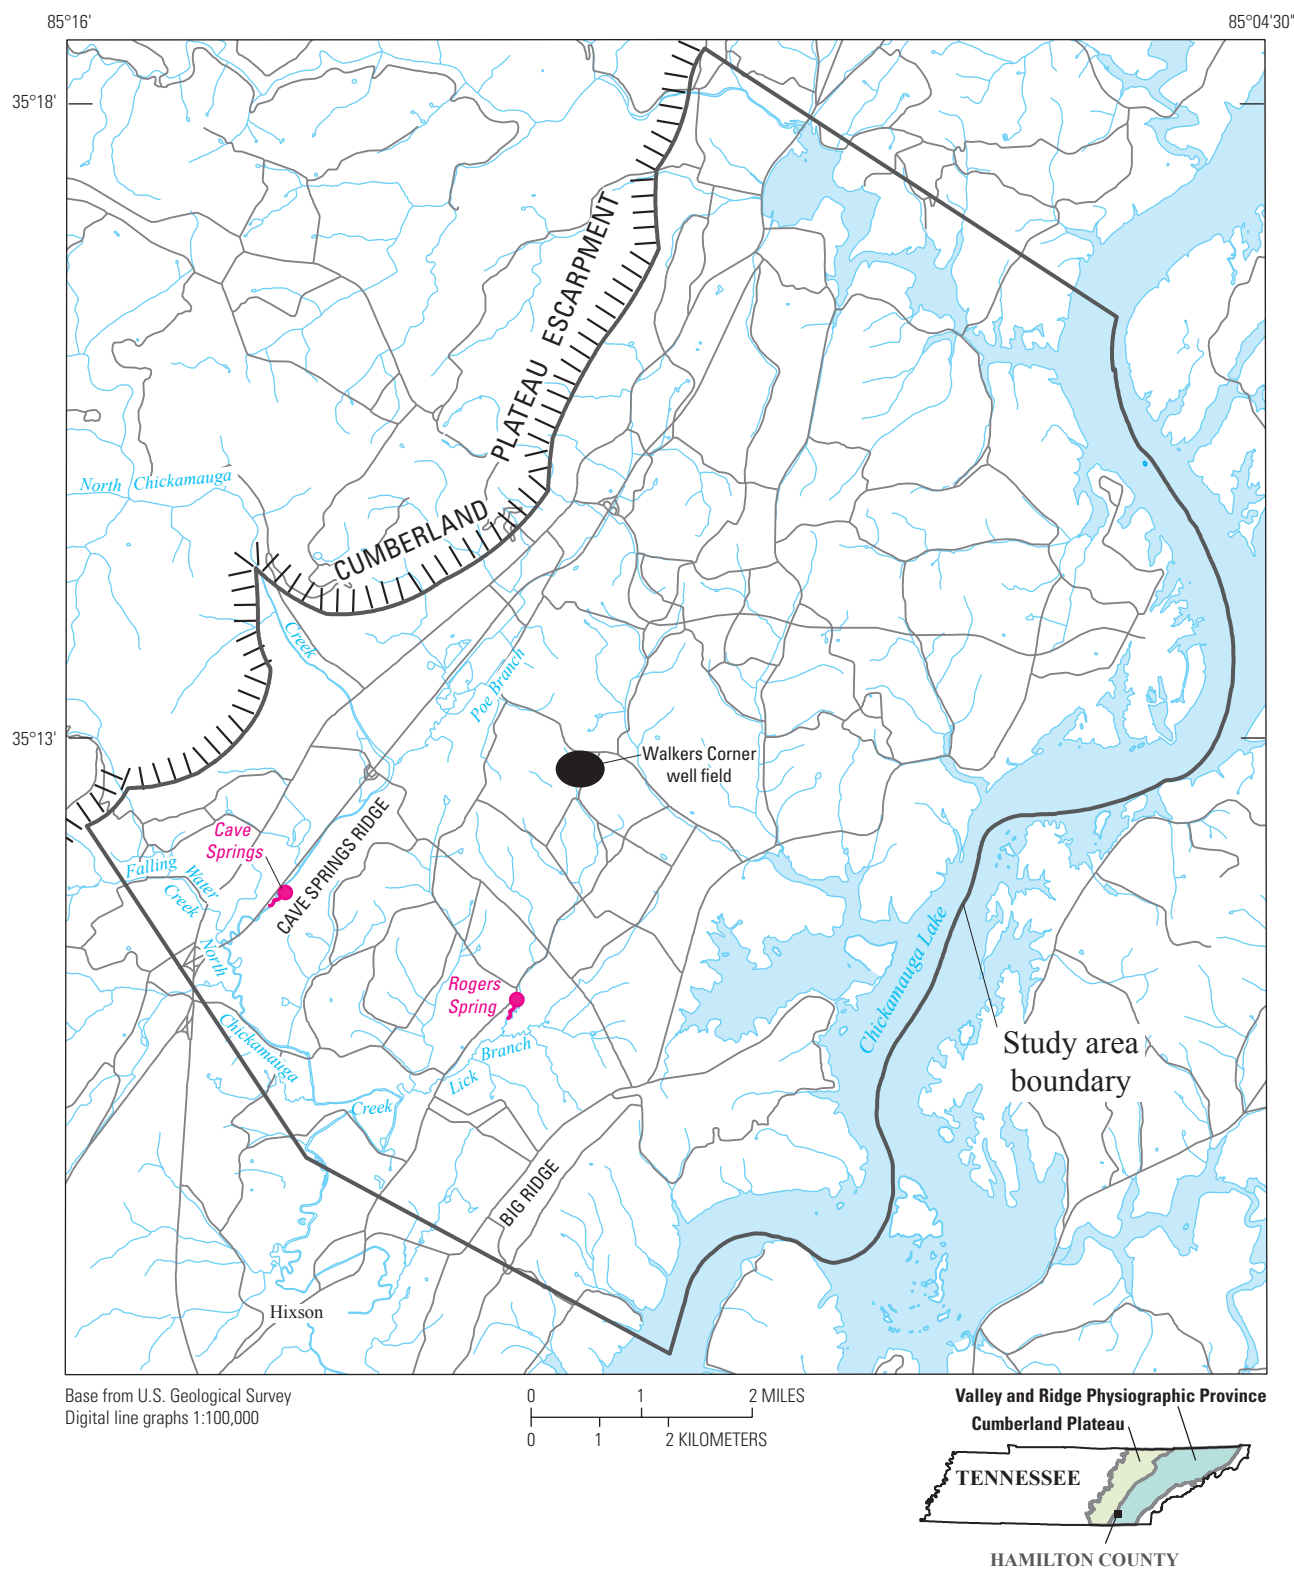 85°16'
85°04'30"
35°18'
CUMBERLAND PLATEAU ESCARPMENT
North Chickamauga
Creek
Poe Branch
35°13'
Walkers Corner
well field
Cave
Springs
CAVE SPRINGS RIDGE
Falling Water
Creek
North
Chickamauga
Creek
Rogers
Spring
Lick Branch
Chickamauga Lake
Study area
boundary
BIG RIDGE
Hixson
Base from U.S. Geological Survey
Digital line graphs 1:100,000
0 1 2 MILES
0 1 2 KILOMETERS
Valley and Ridge Physiographic Province
Cumberland Plateau
TENNESSEE
HAMILTON COUNTY